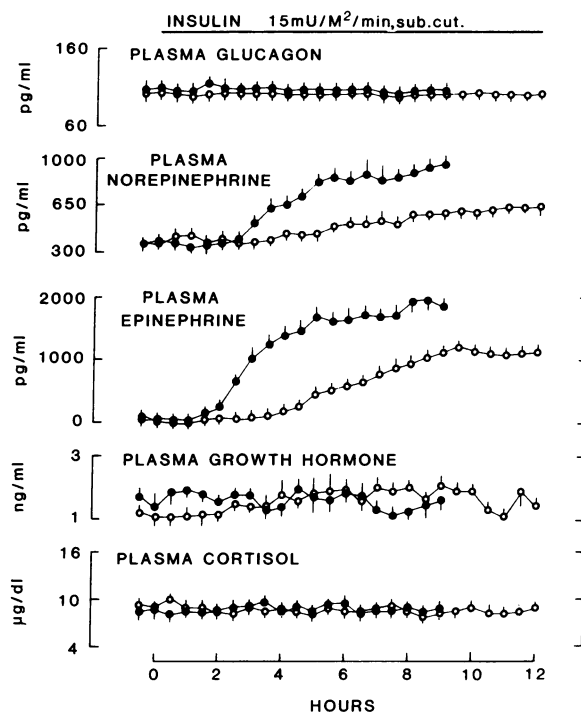 INSULIN 15mU/M²/min,sub.cut.
PLASMA GLUCAGON
160
pg/ml
60
PLASMA
NOREPINEPHRINE
1000
650
300
pg/ml
PLASMA
EPINEPHRINE
2000
1000
0
pg/ml
PLASMA GROWTH HORMONE
3
1
ng/ml
PLASMA CORTISOL
16
10
4
µg/dl
0 2 4 6 8 10 12
HOURS